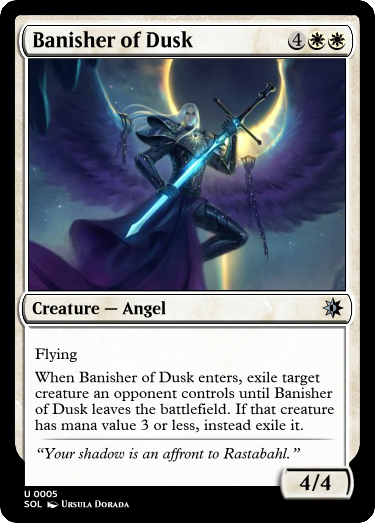 Banisher of Dusk 4
Creature — Angel
Flying
When Banisher of Dusk enters, exile target
creature an opponent controls until Banisher
of Dusk leaves the battlefield. If that creature
has mana value 3 or less, instead exile it.
“Your shadow is an affront to Rastabahl.”
4/4
U 0005
SOL Ursula Dorada